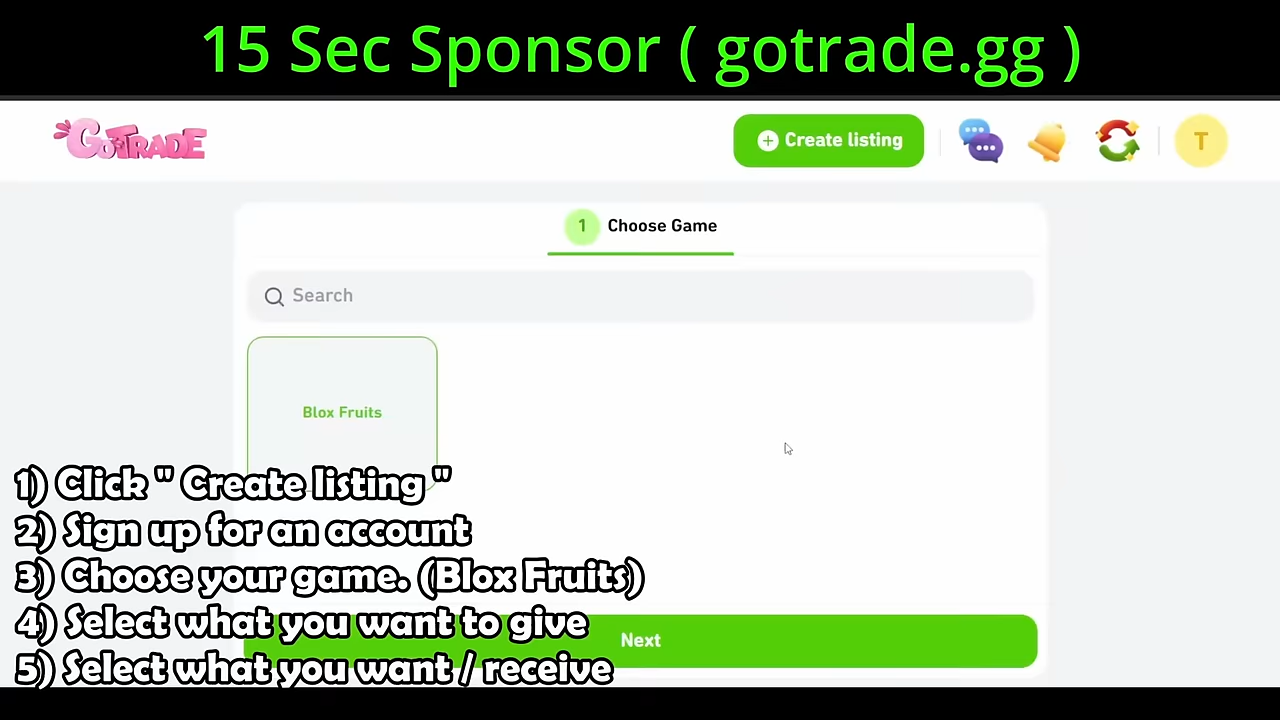 15 Sec Sponsor ( gotrade.gg )
GOTRADE
Create listing
T
1 Choose Game
Search
Blox Fruits
1) Click " Create listing "
2) Sign up for an account
3) Choose your game. (Blox Fruits)
4) Select what you want to give
Next
5) Select what you want / receive